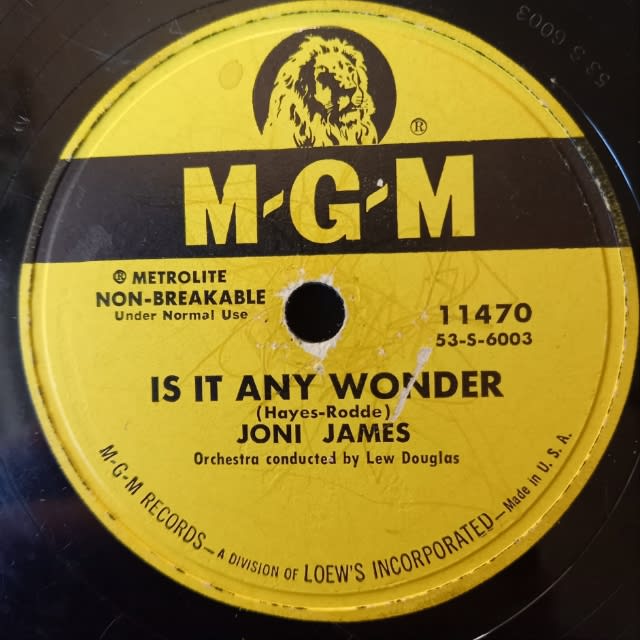 53 S 6003
®
M-G-M
® METROLITE
NON-BREAKABLE
Under Normal Use
11470
53-S-6003
IS IT ANY WONDER
(Hayes-Rodde)
JONI JAMES
Orchestra conducted by Lew Douglas
M-G-M RECORDS—A DIVISION OF LOEW'S INCORPORATED—Made in U. S. A.